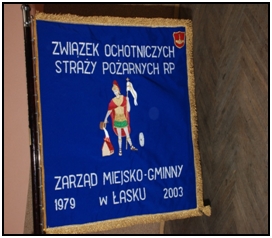 ZWIĄZEK OCHOTNICZYCH
STRAŻY POŻARNYCH RP
ZARZĄD MIEJSKO-GMINNY
1979 W ŁASKU 2003